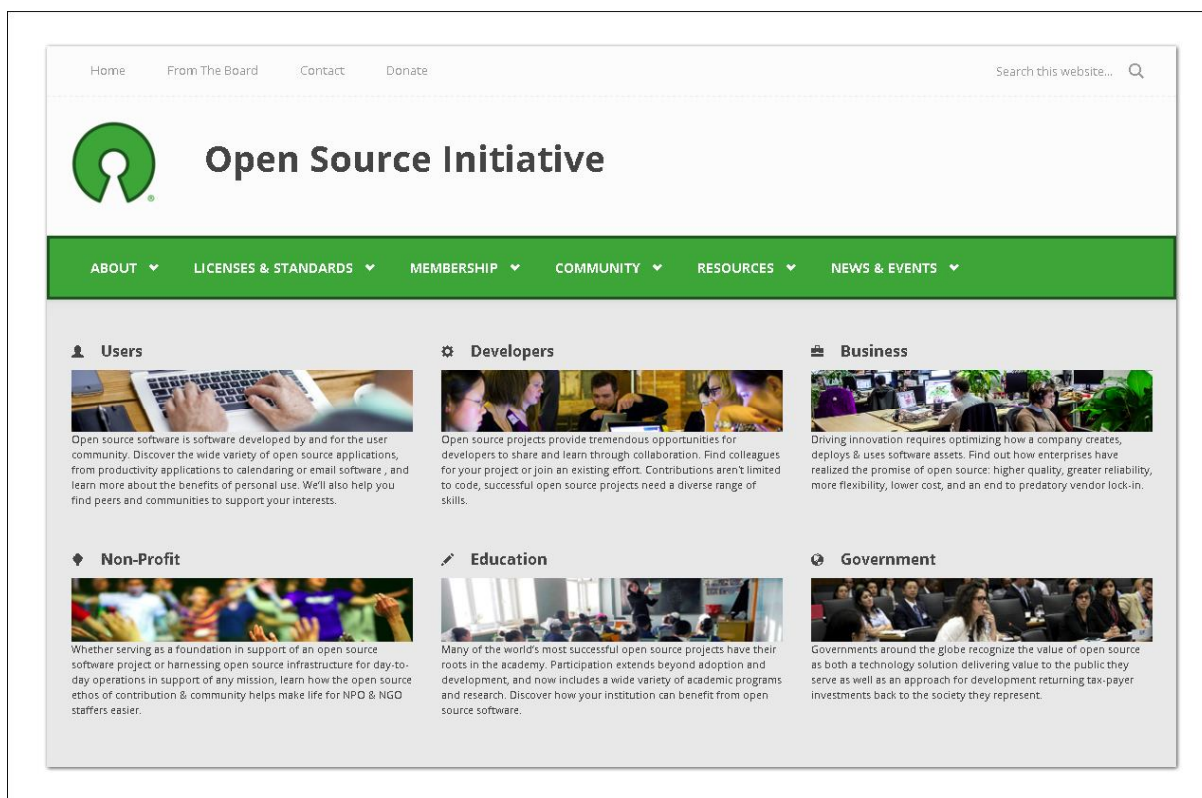 Home From The Board Contact Donate Search this website...
Open Source Initiative
®
ABOUT LICENSES & STANDARDS MEMBERSHIP COMMUNITY RESOURCES NEWS & EVENTS
Users
Open source software is software developed by and for the user
community. Discover the wide variety of open source applications,
from productivity applications to calendaring or email software , and
learn more about the benefits of personal use. We'll also help you
find peers and communities to support your interests.
Developers
Open source projects provide tremendous opportunities for
developers to share and learn through collaboration. Find colleagues
for your project or join an existing effort. Contributions aren't limited
to code, successful open source projects need a diverse range of
skills.
Business
Driving innovation requires optimizing how a company creates,
deploys & uses software assets. Find out how enterprises have
realized the promise of open source: higher quality, greater reliability,
more flexibility, lower cost, and an end to predatory vendor lock-in.
Non-Profit
Whether serving as a foundation in support of an open source
software project or harnessing open source infrastructure for day-to-
day operations in support of any mission, learn how the open source
ethos of contribution & community helps make life for NPO & NGO
staffers easier.
Education
Many of the world's most successful open source projects have their
roots in the academy. Participation extends beyond adoption and
development, and now includes a wide variety of academic programs
and research. Discover how your institution can benefit from open
source software.
Government
Governments around the globe recognize the value of open source
as both a technology solution delivering value to the public they
serve as well as an approach for development returning tax-payer
investments back to the society they represent.